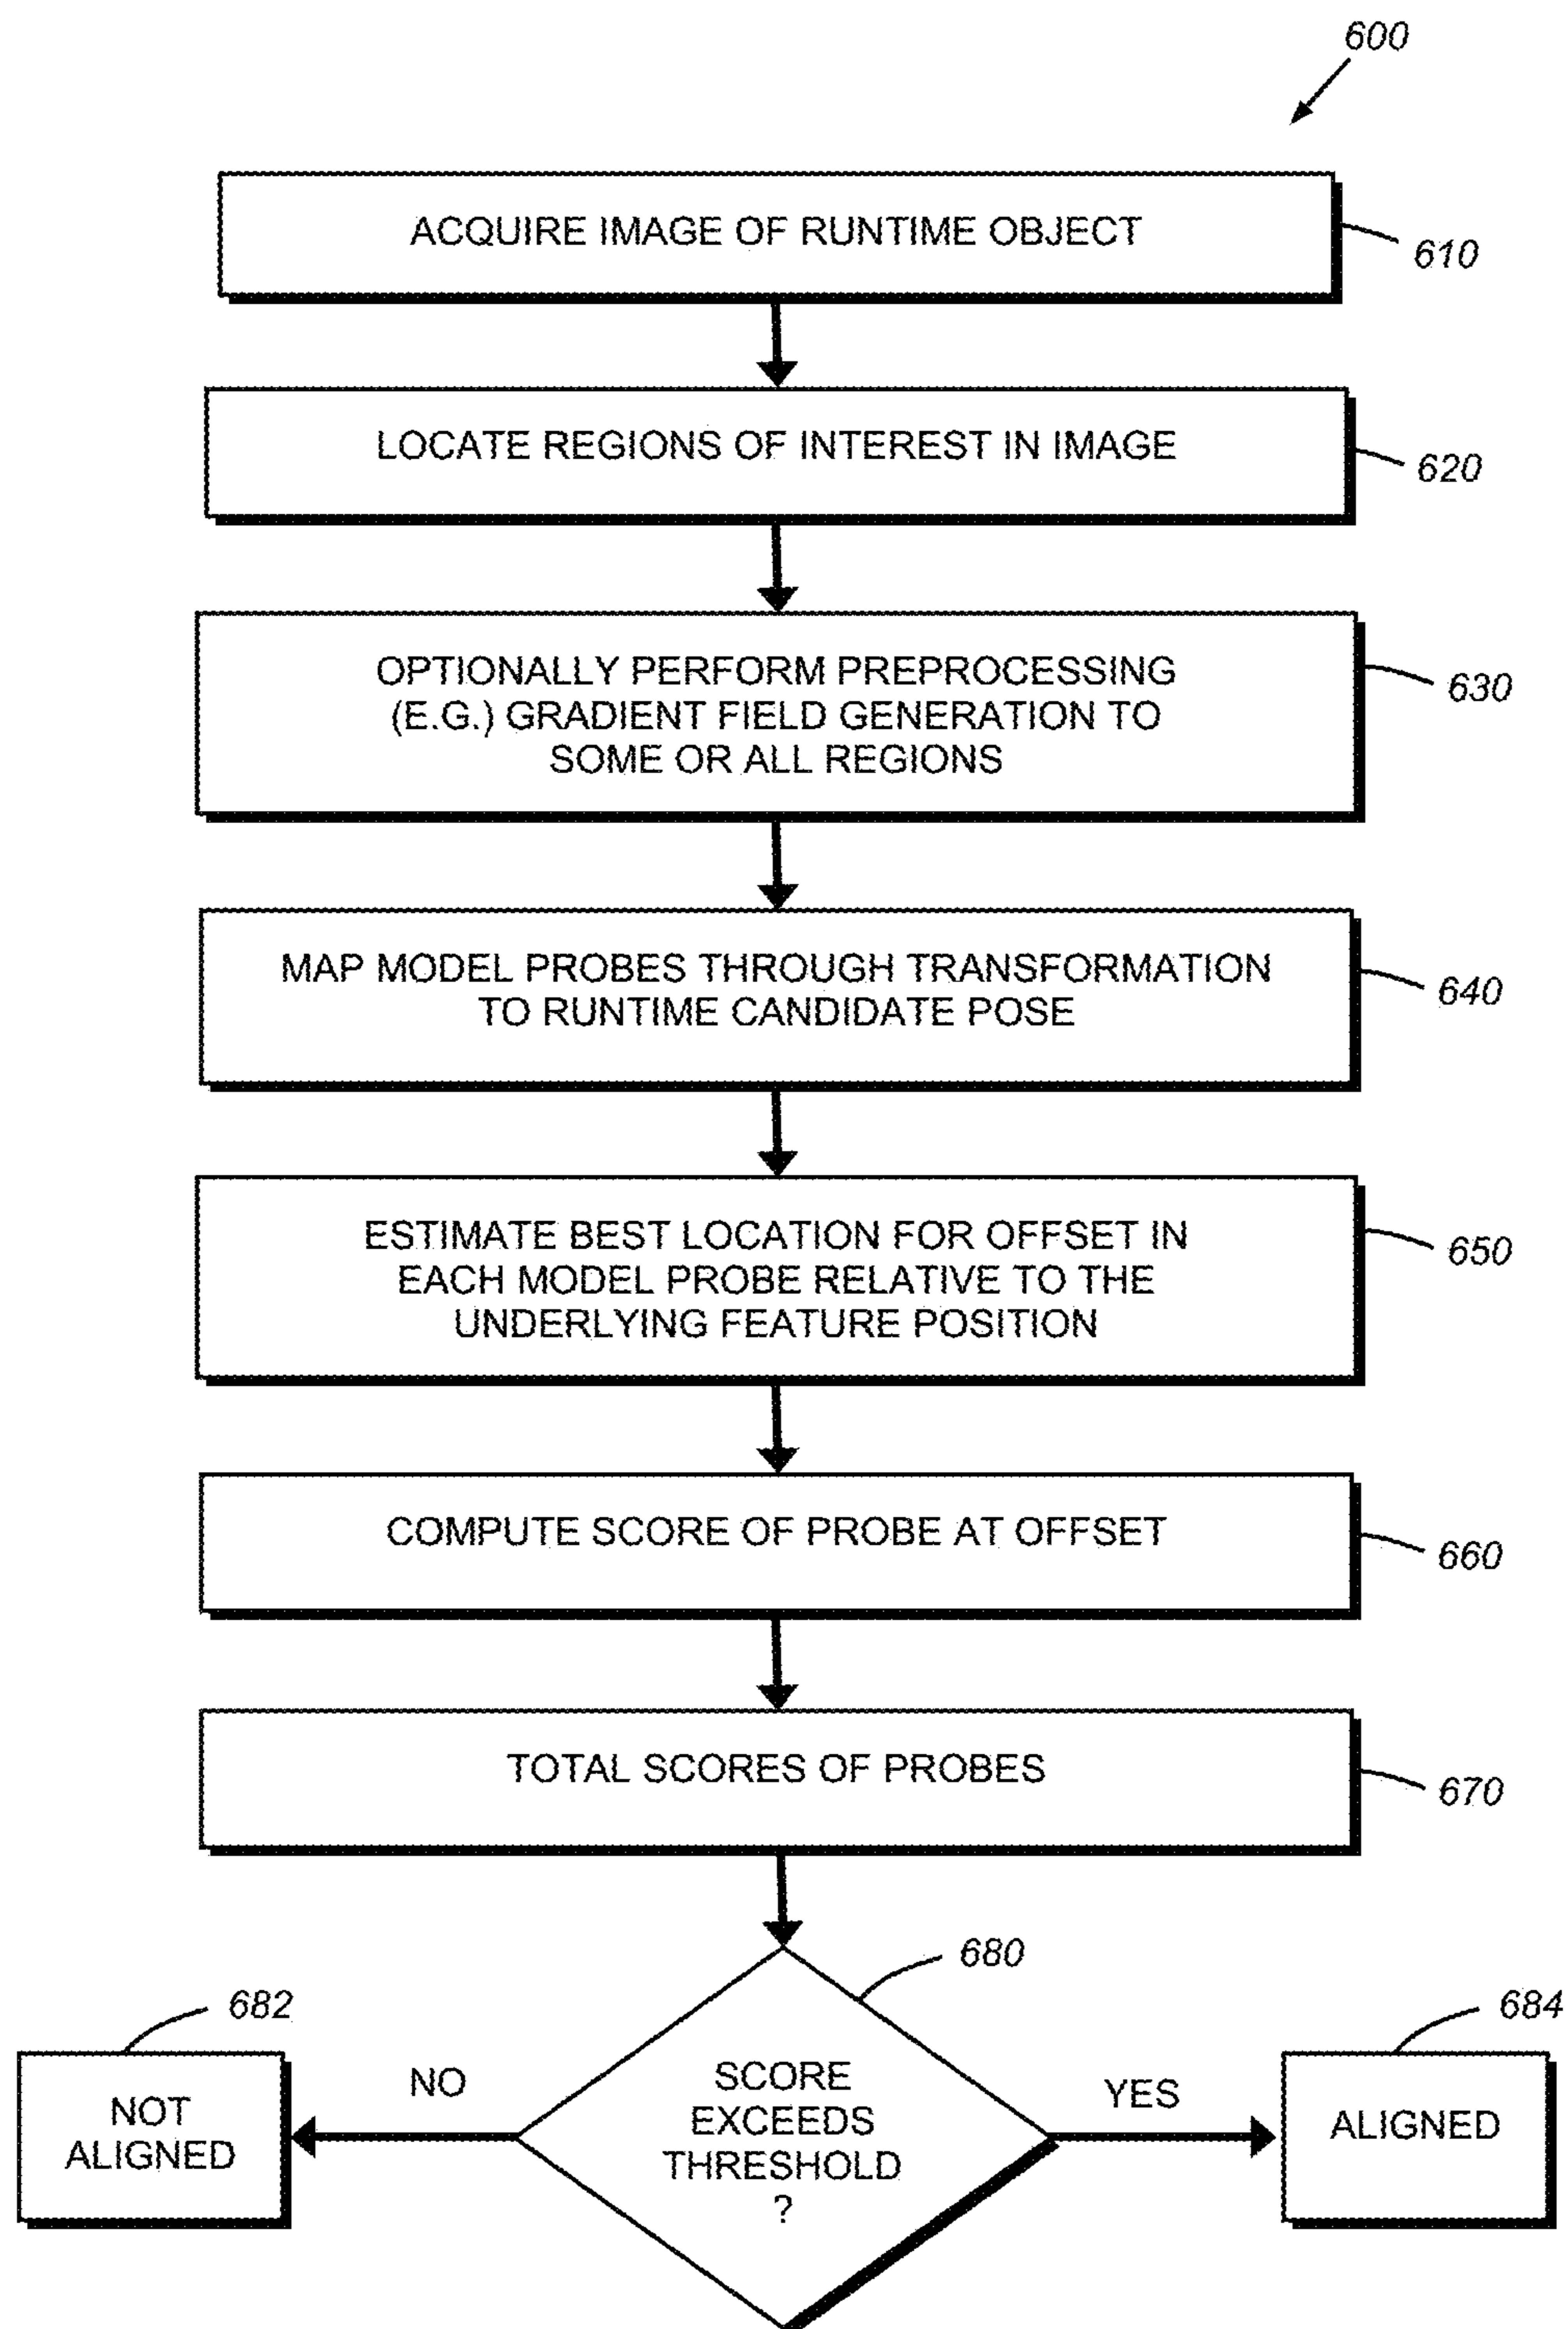 600
ACQUIRE IMAGE OF RUNTIME OBJECT
610
LOCATE REGIONS OF INTEREST IN IMAGE
620
OPTIONALLY PERFORM PREPROCESSING
(E.G.) GRADIENT FIELD GENERATION TO
SOME OR ALL REGIONS
630
MAP MODEL PROBES THROUGH TRANSFORMATION
TO RUNTIME CANDIDATE POSE
640
ESTIMATE BEST LOCATION FOR OFFSET IN
EACH MODEL PROBE RELATIVE TO THE
UNDERLYING FEATURE POSITION
650
COMPUTE SCORE OF PROBE AT OFFSET
660
TOTAL SCORES OF PROBES
670
680
SCORE
EXCEEDS
THRESHOLD
?
NO
682
NOT
ALIGNED
YES
684
ALIGNED